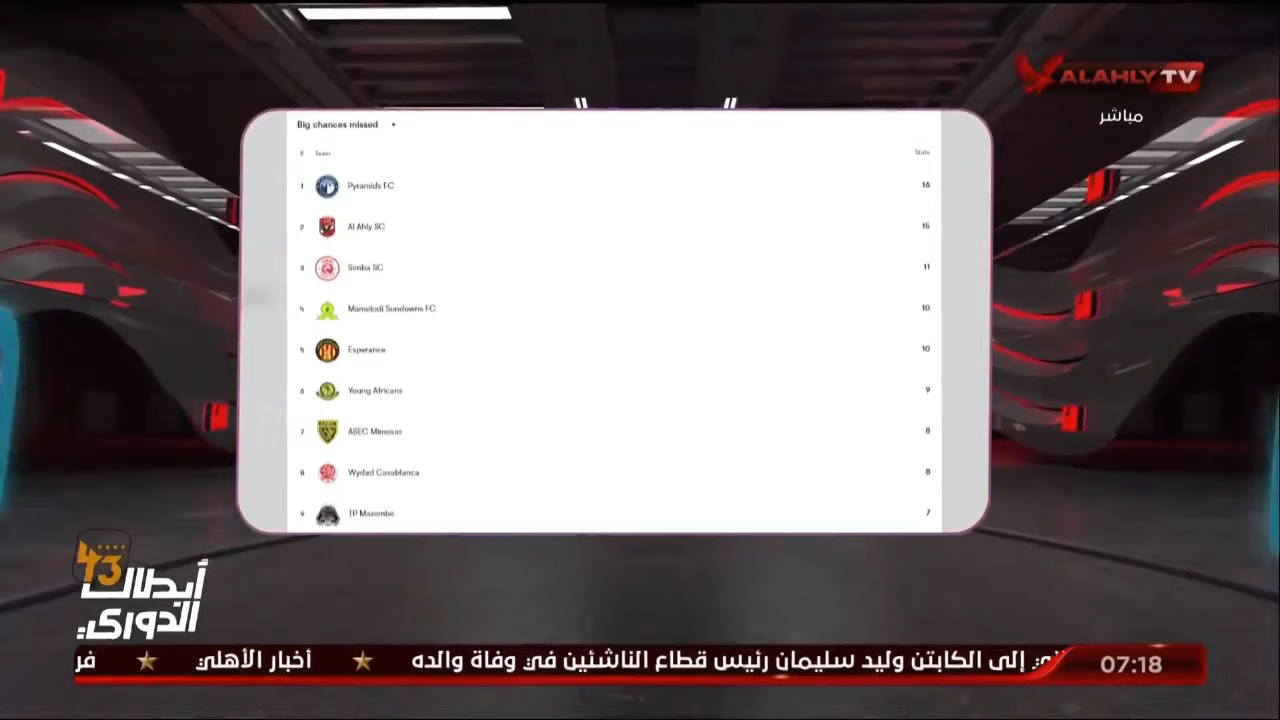 ALAHLY TV
مباشر
Big chances missed
# Team Stats
1 Pyramids FC 16
2 Al Ahly SC 15
3 Simba SC 11
4 Mamelodi Sundowns FC 10
5 Esperance 10
6 Young Africans 9
7 ASEC Mimosas 8
8 Wydad Casablanca 8
9 TP Mazembe 7
43
أبطال
الدوري
إلى الكابتن وليد سليمان رئيس قطاع الناشئين في وفاة والده ★ أخبار الأهلي ★ فر
07:18